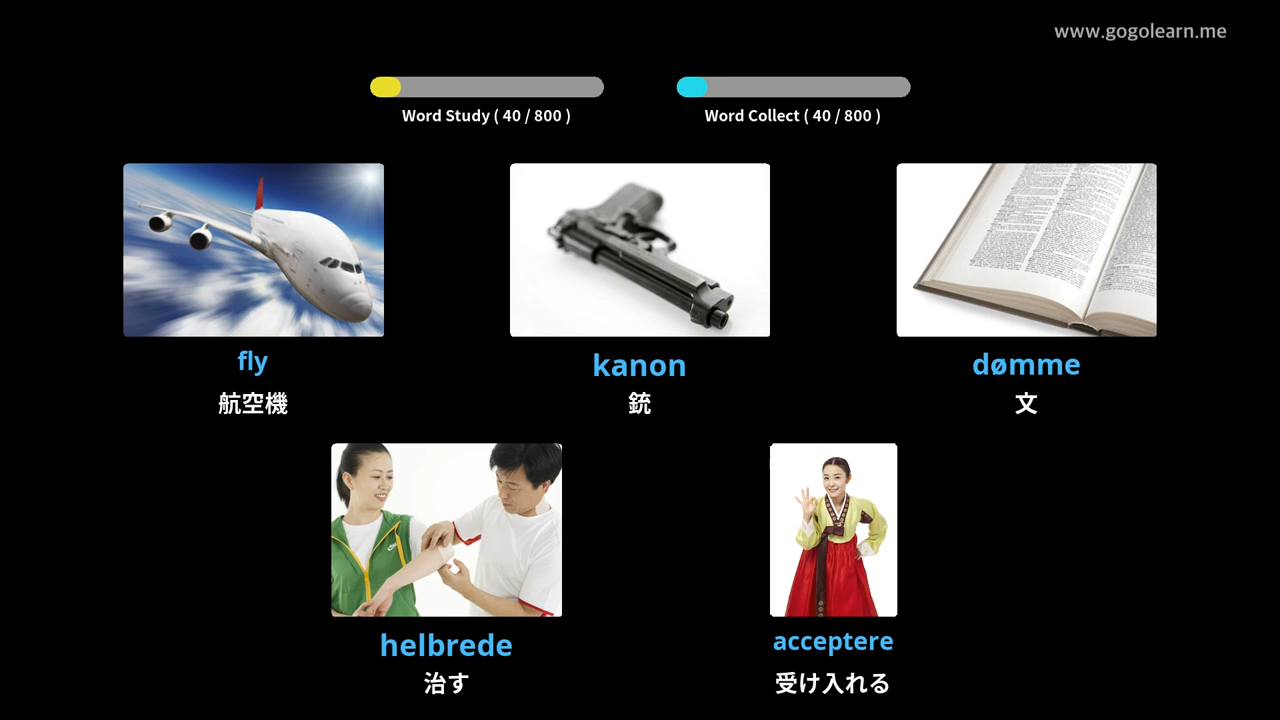 www.gogolearn.me
Word Study ( 40 / 800 )
Word Collect ( 40 / 800 )
fly
航空機
kanon
銃
dømme
文
helbrede
治す
acceptere
受け入れる